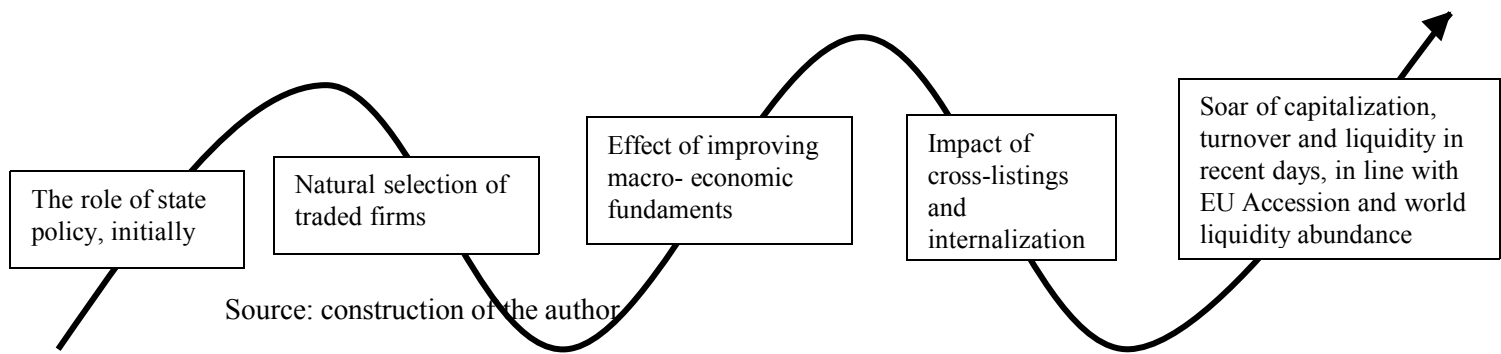 The role of state
policy, initially
Natural selection of
traded firms
Effect of improving
macro- economic
fundaments
Impact of
cross-listings
and
internalization
Soar of capitalization,
turnover and liquidity in
recent days, in line with
EU Accession and world
liquidity abundance
Source: construction of the author